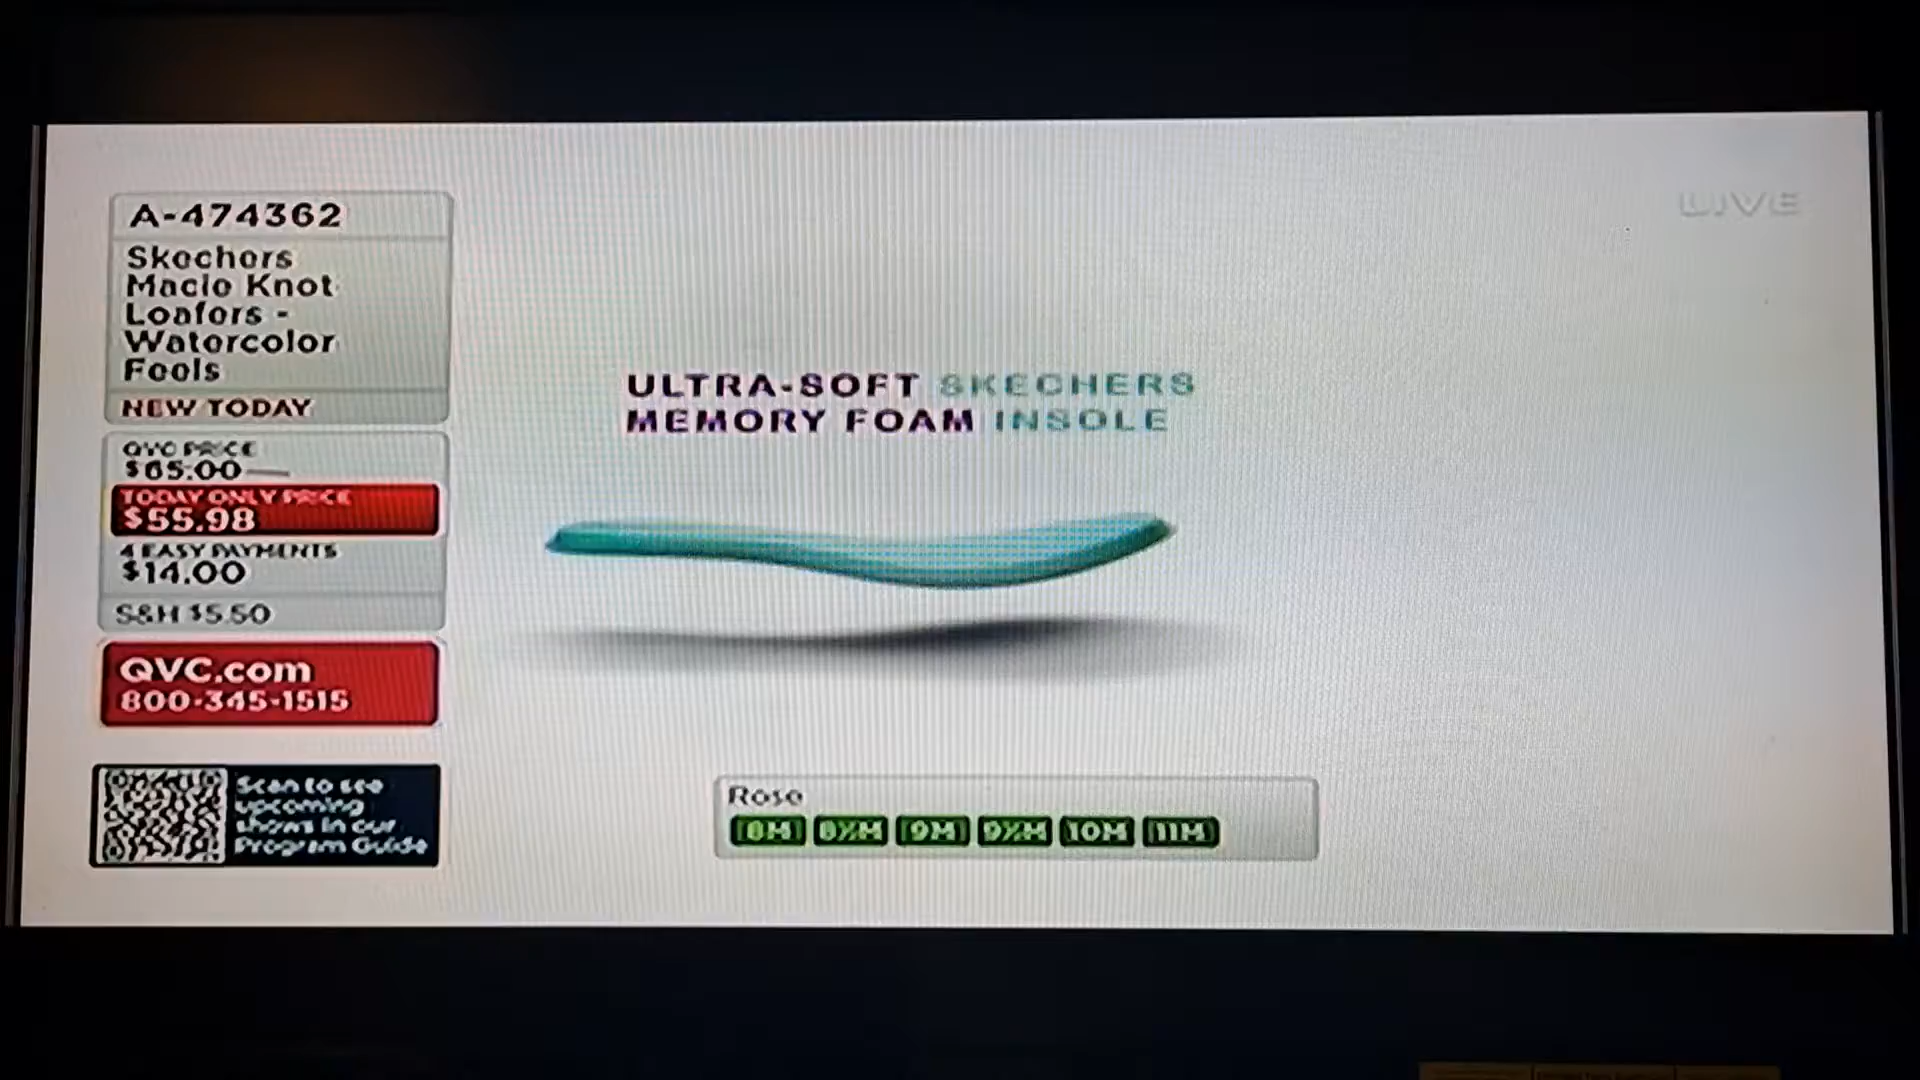 A-474362
Skechers
Macie Knot
Loafers -
Watercolor
Feels
NEW TODAY
QVC PRICE
$65.00
TODAY ONLY PRICE
$55.98
4 EASY PAYMENTS
$14.00
S&H $5.50
QVC.com
800-345-1515
Scan to see
upcoming
shows in our
Program Guide
LIVE
ULTRA-SOFT SKECHERS
MEMORY FOAM INSOLE
Rose
8M 8½M 9M 9½M 10M 11M